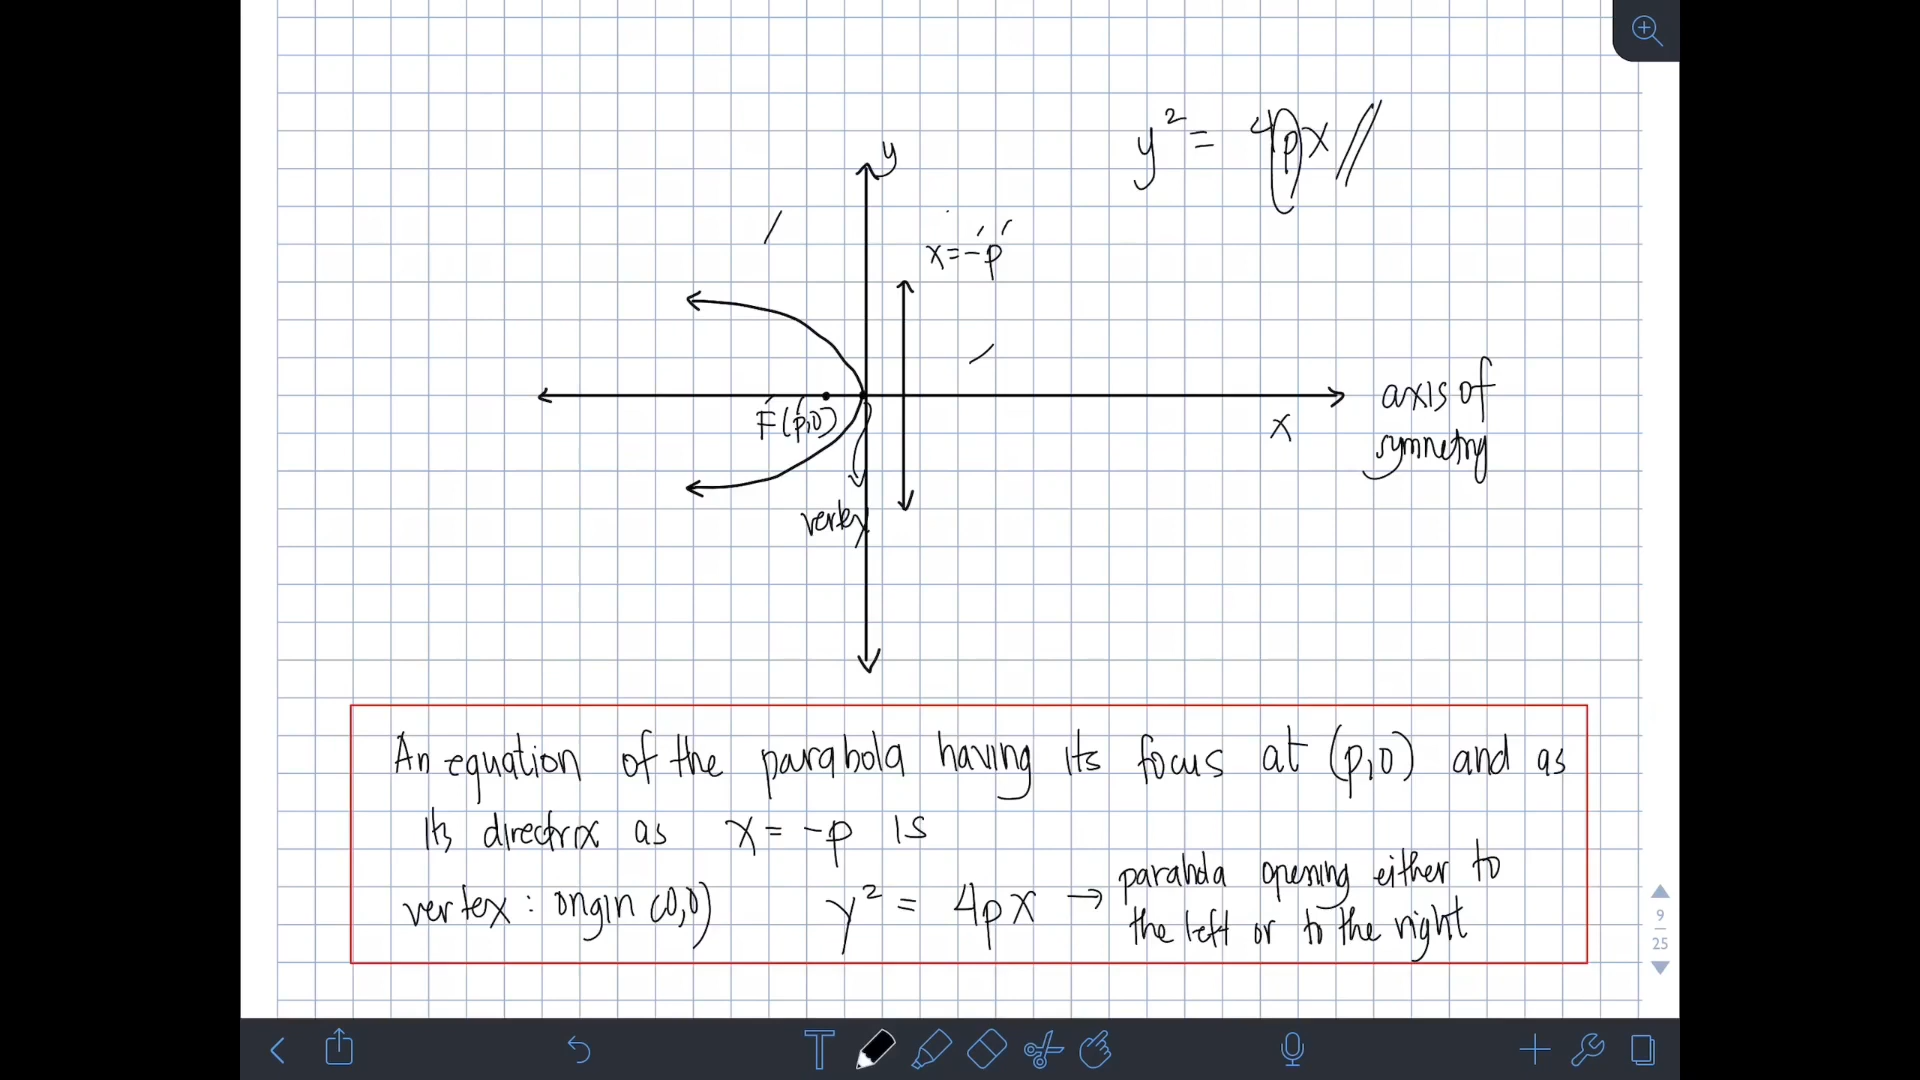 y² = 4px //
y
x = -p
F(p,0)
x
axis of
symmetry
vertex
An equation of the parabola having its focus at (p,0) and as
its directrix as x = -p is
vertex : origin (0,0) y² = 4px → parabola opening either to
the left or to the right
9
25
T